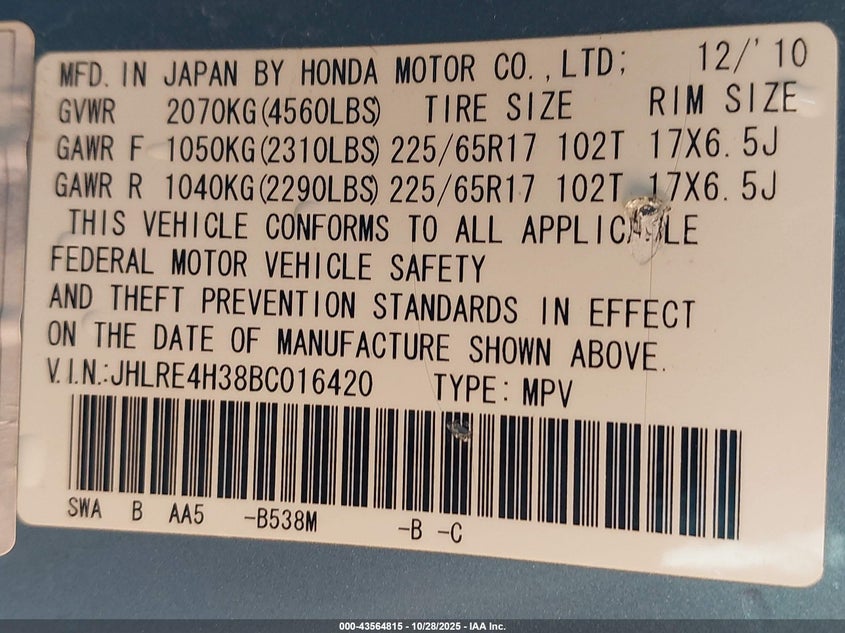 MFD. IN JAPAN BY HONDA MOTOR CO.,LTD; 12/'10
GVWR 2070KG(4560LBS) TIRE SIZE RIM SIZE
GAWR F 1050KG(2310LBS) 225/65R17 102T 17X6.5J
GAWR R 1040KG(2290LBS) 225/65R17 102T 17X6.5J
THIS VEHICLE CONFORMS TO ALL APPLICABLE
FEDERAL MOTOR VEHICLE SAFETY
AND THEFT PREVENTION STANDARDS IN EFFECT
ON THE DATE OF MANUFACTURE SHOWN ABOVE.
V.I.N.:JHLRE4H38BC016420 TYPE: MPV
SWA B AA5 -B538M -B -C
000-43564815 - 10/28/2025 - IAA Inc.